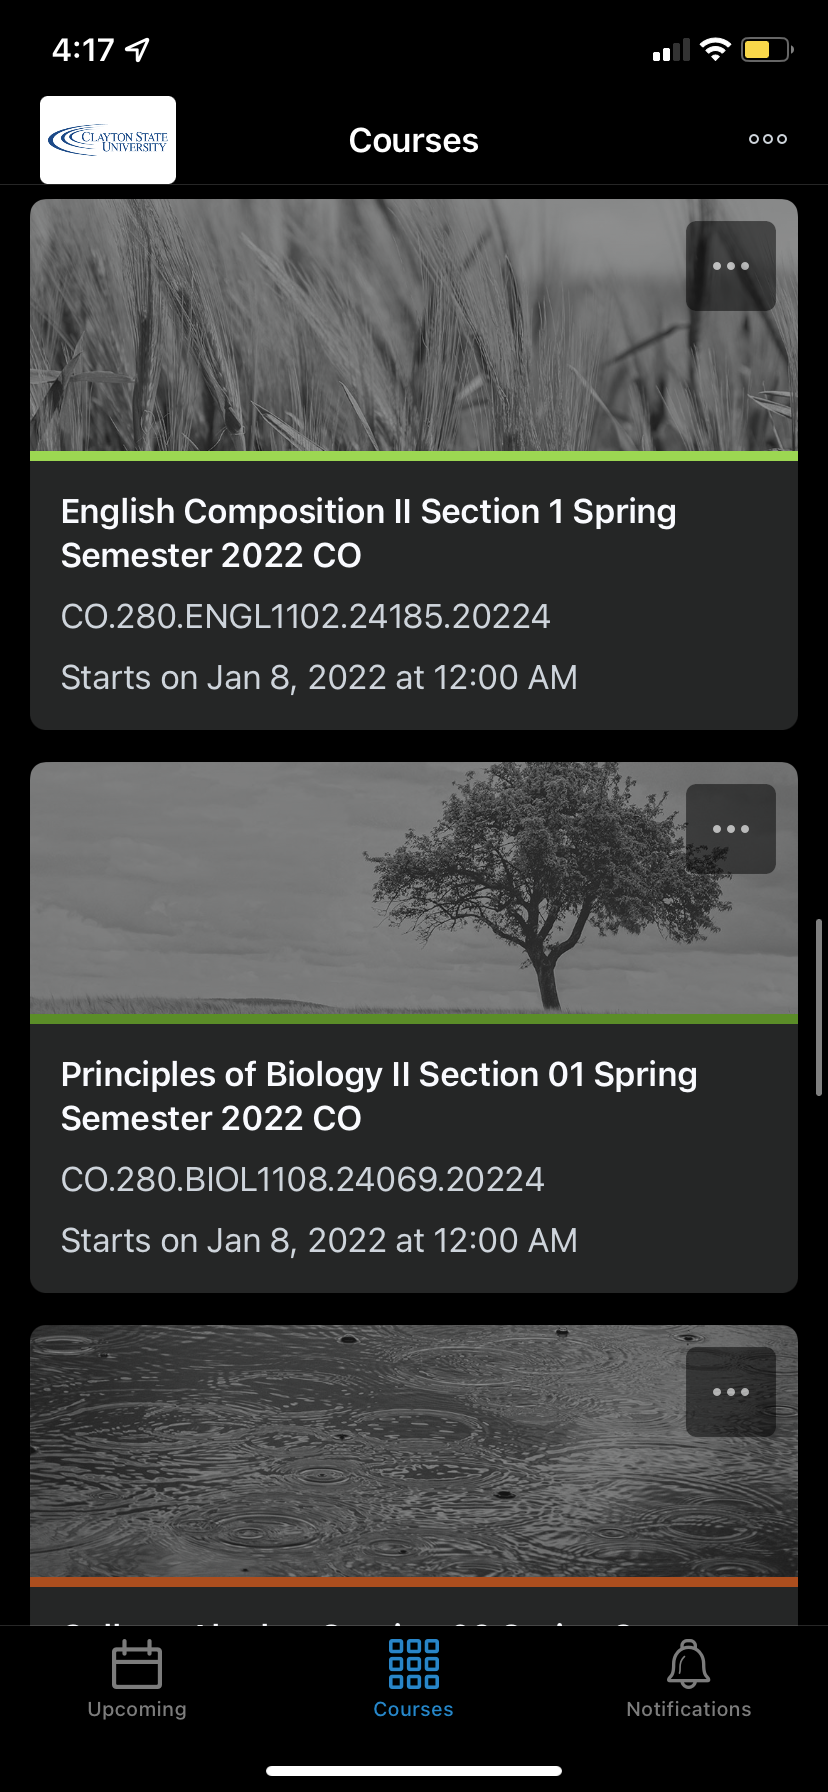 4:17
CLAYTON STATE
UNIVERSITY
Courses
English Composition II Section 1 Spring
Semester 2022 CO
CO.280.ENGL1102.24185.20224
Starts on Jan 8, 2022 at 12:00 AM
Principles of Biology II Section 01 Spring
Semester 2022 CO
CO.280.BIOL1108.24069.20224
Starts on Jan 8, 2022 at 12:00 AM
Upcoming
Courses
Notifications